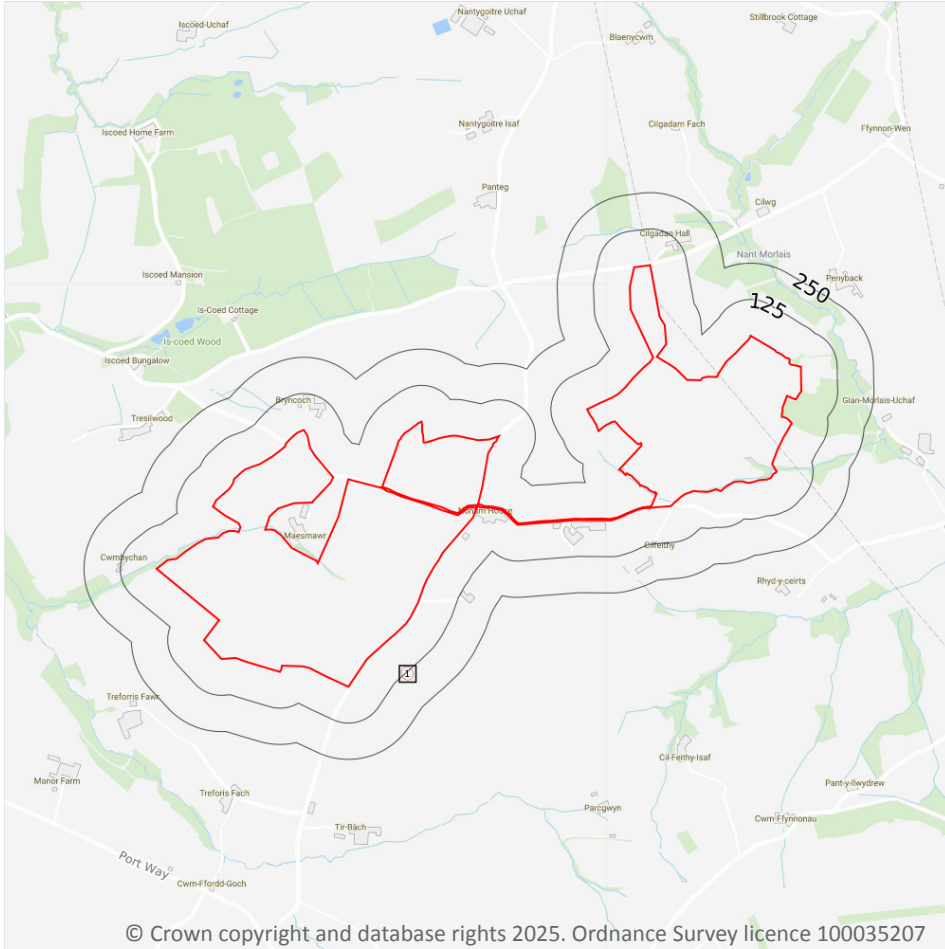 Nantygoitre Uchaf
Iscoed-Uchaf
Stillbrook Cottage
Blaenycwm
Iscoed Home Farm
Nantygoitre Isaf
Cilgadarn Fach
Ffynnon-Wen
Panteg
Cilwg
Cilgadan Hall
Nant Morlais
Iscoed Mansion
Penyback
250
125
Is-Coed Cottage
Is-coed Wood
Iscoed Bungalow
Bryncoch
Glan-Morlais-Uchaf
Tresilwood
House
Maesmawr
Cilfeithy
Cwmbychan
Rhyd-y-ceirts
1
Treforris Fawr
Cil-Feithy-Isaf
Manor Farm
Pant-y-llwydrew
Treforis Fach
Parcgwyn
Cwm-Ffynnonau
Tir-Bàch
Port Way
Cwm-Ffordd-Goch
© Crown copyright and database rights 2025. Ordnance Survey licence 100035207